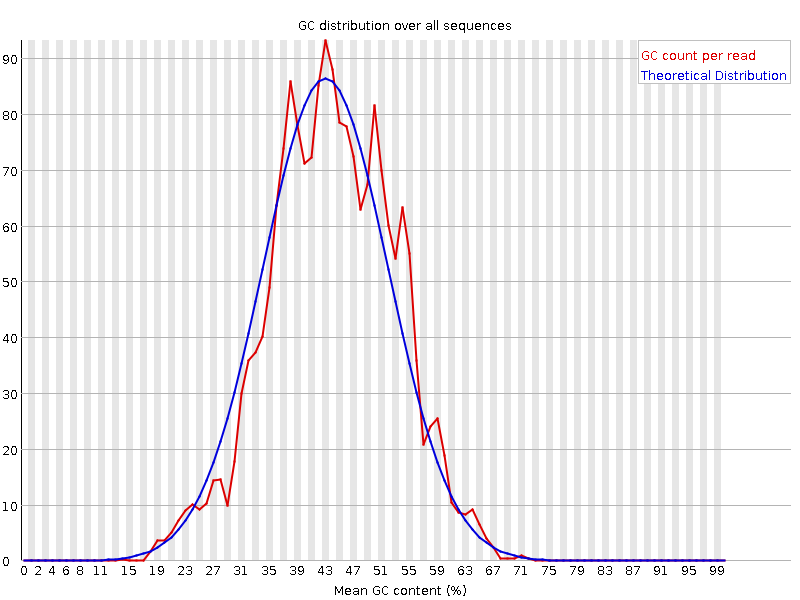 GC distribution over all sequences
GC count per read
Theoretical Distribution
90
80
70
60
50
40
30
20
10
0
0 2 4 6 8 11 15 19 23 27 31 35 39 43 47 51 55 59 63 67 71 75 79 83 87 91 95 99
Mean GC content (%)